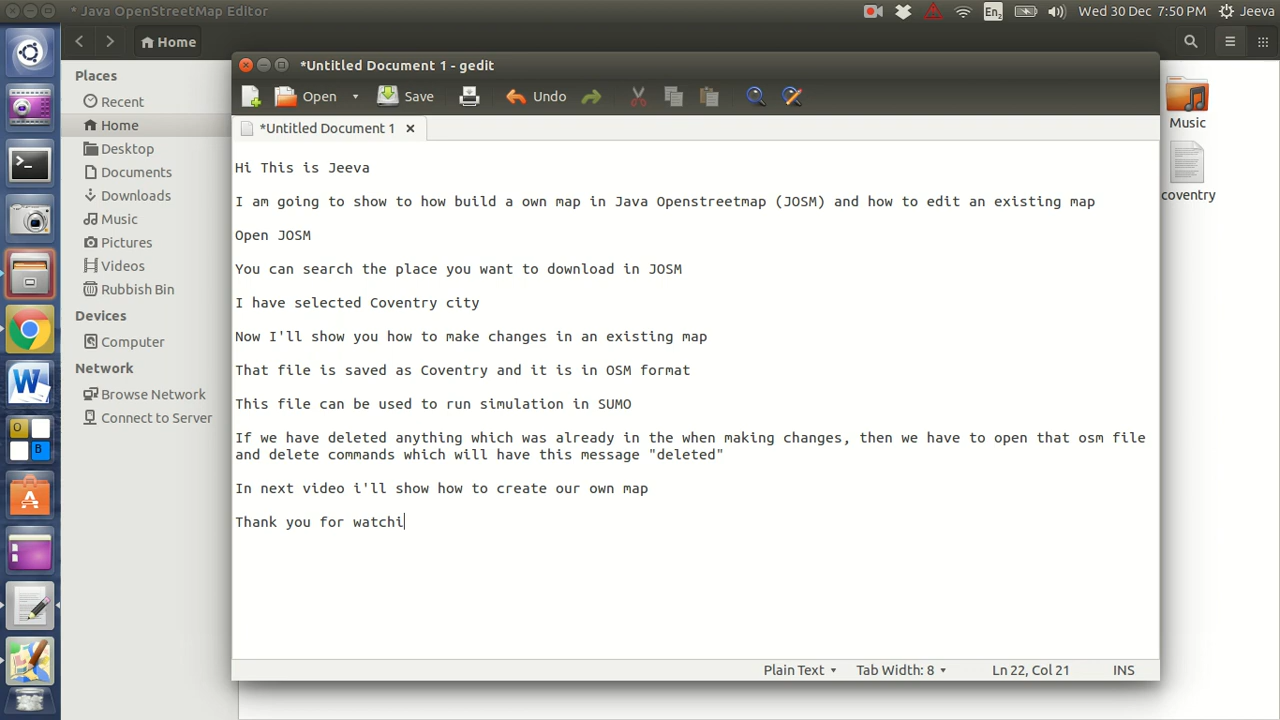 * Java OpenStreetMap Editor
En2
Wed 30 Dec 7:50 PM
Jeeva
Home
Places
Recent
Home
Desktop
Documents
Downloads
Music
Pictures
Videos
Rubbish Bin
Devices
Computer
Network
Browse Network
Connect to Server
*Untitled Document 1 - gedit
Open
Save
Undo
*Untitled Document 1
Hi This is Jeeva
I am going to show to how build a own map in Java Openstreetmap (JOSM) and how to edit an existing map
Open JOSM
You can search the place you want to download in JOSM
I have selected Coventry city
Now I'll show you how to make changes in an existing map
That file is saved as Coventry and it is in OSM format
This file can be used to run simulation in SUMO
If we have deleted anything which was already in the when making changes, then we have to open that osm file
and delete commands which will have this message "deleted"
In next video i'll show how to create our own map
Thank you for watchi
Plain Text
Tab Width: 8
Ln 22, Col 21
INS
Music
coventry
W
O
B
A